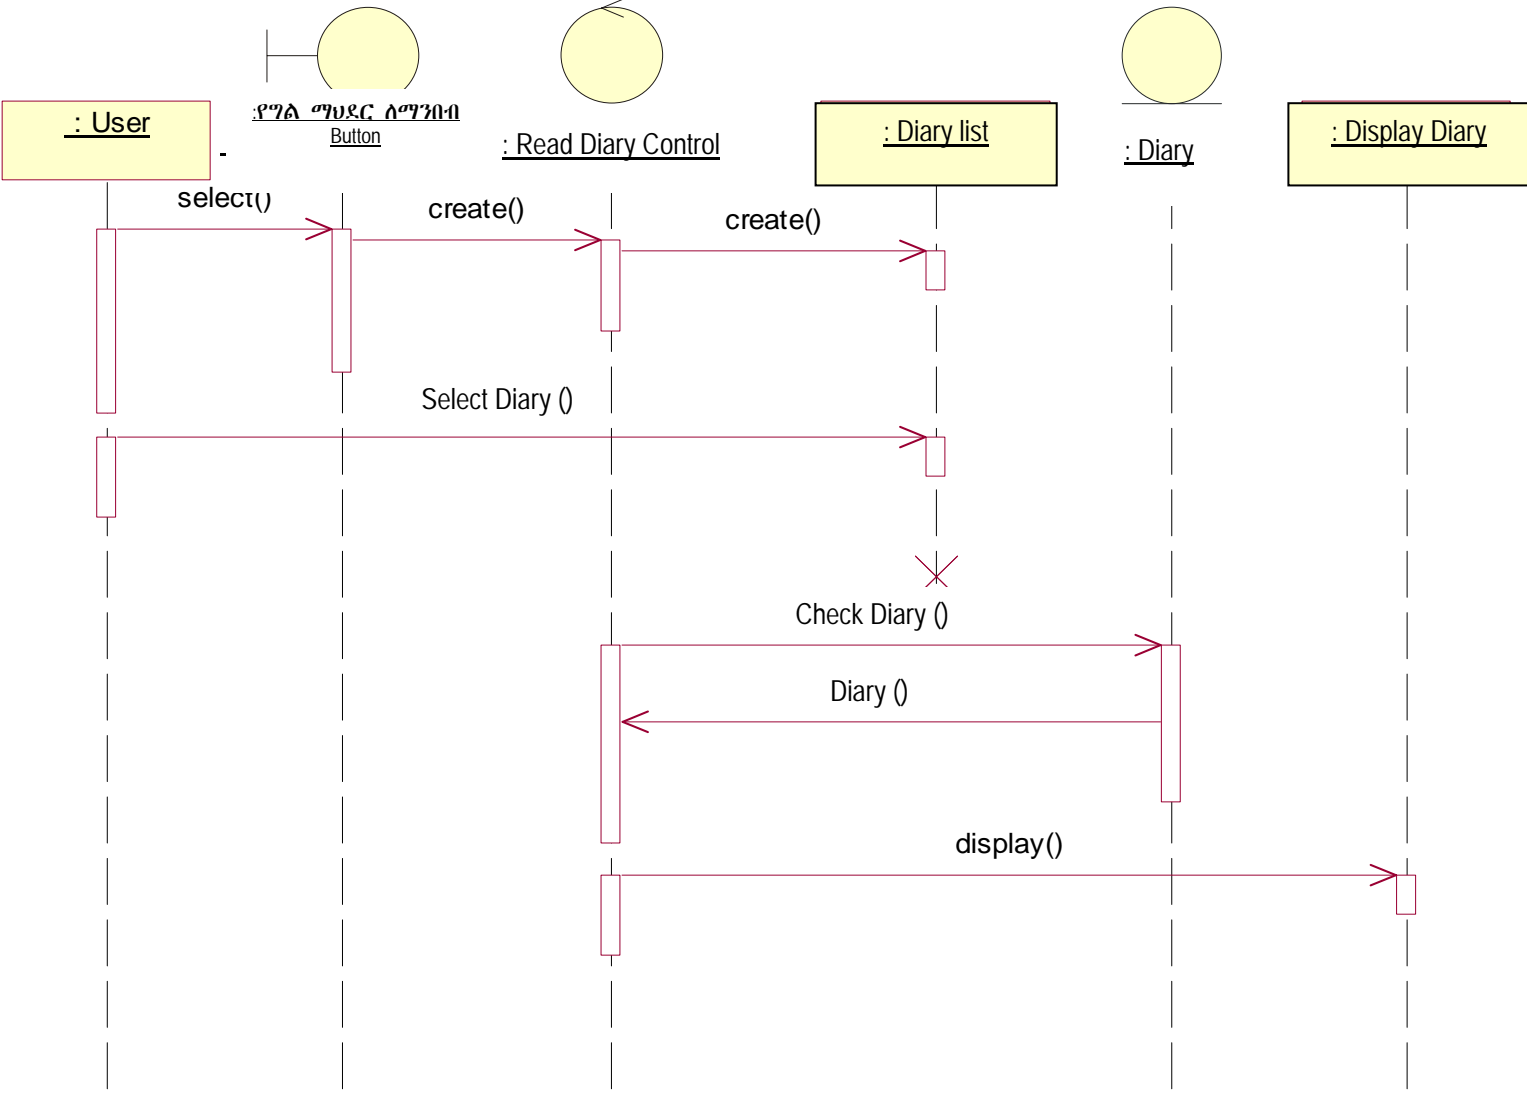 : User
:የግል ማህደር ለማንበብ
Button
: Read Diary Control
: Diary list
: Diary
: Display Diary
select()
create()
create()
Select Diary ()
Check Diary ()
Diary ()
display()